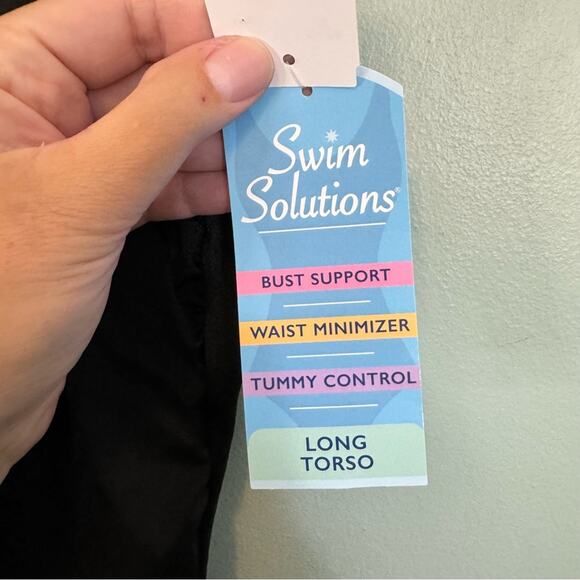 Swim
Solutions®
BUST SUPPORT
WAIST MINIMIZER
TUMMY CONTROL
LONG
TORSO